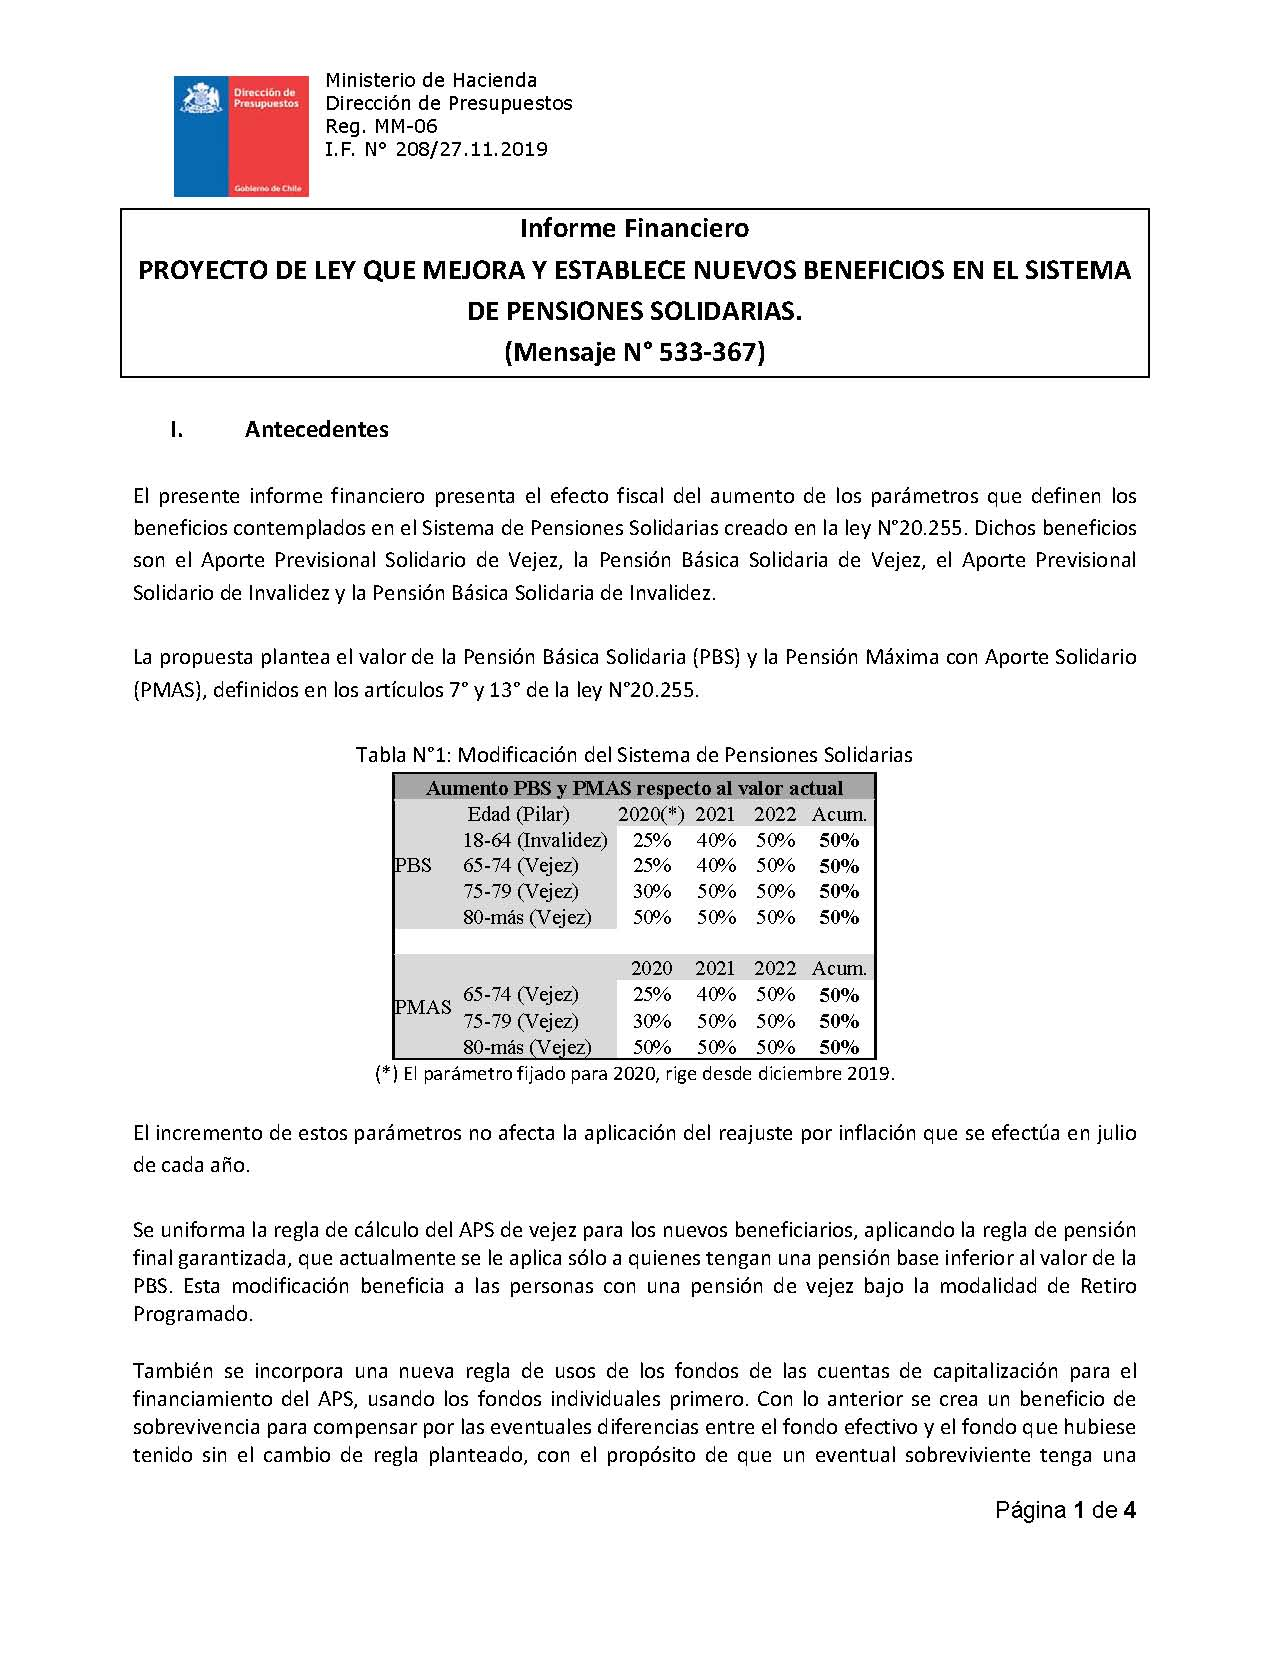 Dirección de
Presupuestos
Gobierno de Chile
Ministerio de Hacienda
Dirección de Presupuestos
Reg. MM-06
I.F. N° 208/27.11.2019
Informe Financiero
PROYECTO DE LEY QUE MEJORA Y ESTABLECE NUEVOS BENEFICIOS EN EL SISTEMA
DE PENSIONES SOLIDARIAS.
(Mensaje N° 533-367)
I. Antecedentes
El presente informe financiero presenta el efecto fiscal del aumento de los parámetros que definen los
beneficios contemplados en el Sistema de Pensiones Solidarias creado en la ley N°20.255. Dichos beneficios
son el Aporte Previsional Solidario de Vejez, la Pensión Básica Solidaria de Vejez, el Aporte Previsional
Solidario de Invalidez y la Pensión Básica Solidaria de Invalidez.
La propuesta plantea el valor de la Pensión Básica Solidaria (PBS) y la Pensión Máxima con Aporte Solidario
(PMAS), definidos en los artículos 7° y 13° de la ley N°20.255.
Tabla N°1: Modificación del Sistema de Pensiones Solidarias
Aumento PBS y PMAS respecto al valor actual
Edad (Pilar) 2020(*) 2021 2022 Acum.
18-64 (Invalidez) 25% 40% 50% 50%
PBS 65-74 (Vejez) 25% 40% 50% 50%
75-79 (Vejez) 30% 50% 50% 50%
80-más (Vejez) 50% 50% 50% 50%
2020 2021 2022 Acum.
65-74 (Vejez) 25% 40% 50% 50%
PMAS
75-79 (Vejez) 30% 50% 50% 50%
80-más (Vejez) 50% 50% 50% 50%
(*) El parámetro fijado para 2020, rige desde diciembre 2019.
El incremento de estos parámetros no afecta la aplicación del reajuste por inflación que se efectúa en julio
de cada año.
Se uniforma la regla de cálculo del APS de vejez para los nuevos beneficiarios, aplicando la regla de pensión
final garantizada, que actualmente se le aplica sólo a quienes tengan una pensión base inferior al valor de la
PBS. Esta modificación beneficia a las personas con una pensión de vejez bajo la modalidad de Retiro
Programado.
También se incorpora una nueva regla de usos de los fondos de las cuentas de capitalización para el
financiamiento del APS, usando los fondos individuales primero. Con lo anterior se crea un beneficio de
sobrevivencia para compensar por las eventuales diferencias entre el fondo efectivo y el fondo que hubiese
tenido sin el cambio de regla planteado, con el propósito de que un eventual sobreviviente tenga una
Página 1 de 4